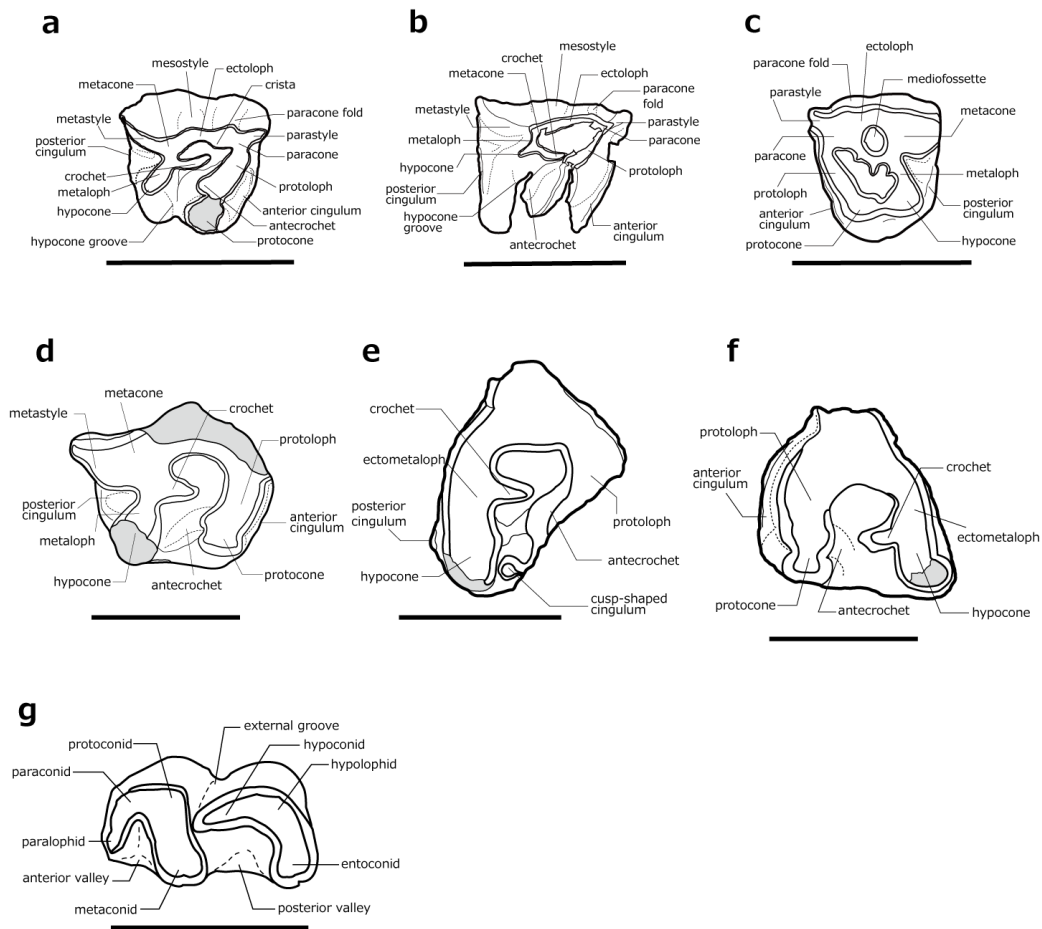 a
mesostyle
ectoloph
metacone
crista
paracone fold
metastyle
parastyle
posterior
cingulum
paracone
crochet
metaloph
protoloph
hypocone
anterior cingulum
antecrochet
hypocone groove
protocone
b
mesostyle
crochet
metacone
ectoloph
paracone
fold
metastyle
parastyle
metaloph
paracone
hypocone
protoloph
posterior
cingulum
hypocone
groove
anterior
cingulum
antecrochet
c
ectoloph
paracone fold
mediofossette
parastyle
metacone
paracone
metaloph
protoloph
posterior
cingulum
anterior
cingulum
protocone
hypocone
d
metacone
crochet
metastyle
protoloph
posterior
cingulum
anterior
cingulum
metaloph
hypocone
protocone
antecrochet
e
crochet
ectometaloph
posterior
cingulum
protoloph
hypocone
antecrochet
cusp-shaped
cingulum
f
protoloph
crochet
anterior
cingulum
ectometaloph
protocone
antecrochet
hypocone
g
external groove
protoconid
hypoconid
paraconid
hypolophid
paralophid
entoconid
anterior valley
metaconid
posterior valley